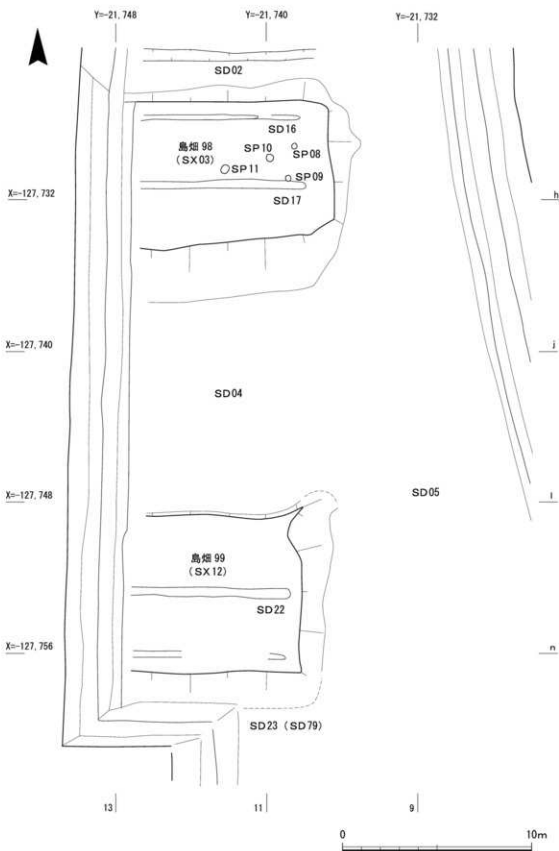 Y=-21,748
Y=-21,740
Y=-21,732
SD02
SD16
島畑 98
(SX03)
SP10
SP08
SP11
SP09
X=-127,732
SD17
h
X=-127,740
j
SD04
X=-127,748
SD05
l
島畑 99
(SX12)
SD22
X=-127,756
n
SD23 (SD79)
13
11
9
0
10m